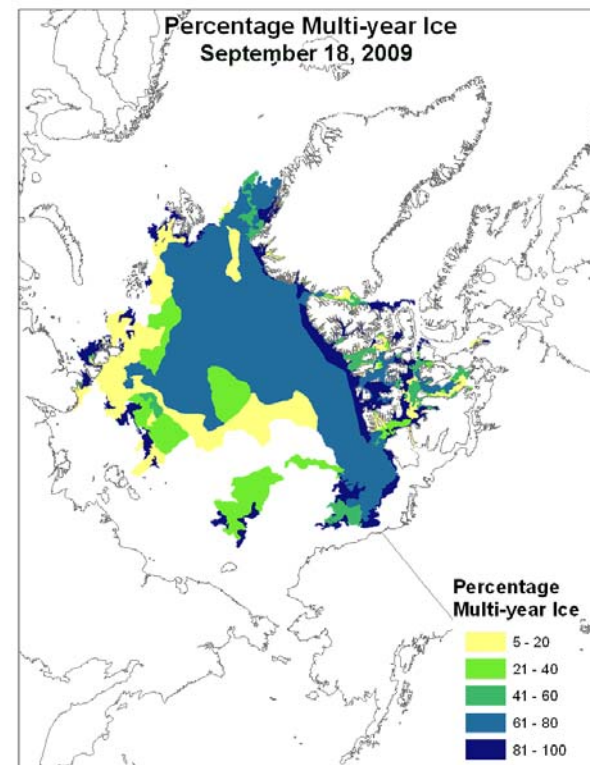 Percentage Multi-year Ice
September 18, 2009
Percentage
Multi-year Ice
5 - 20
21 - 40
41 - 60
61 - 80
81 - 100